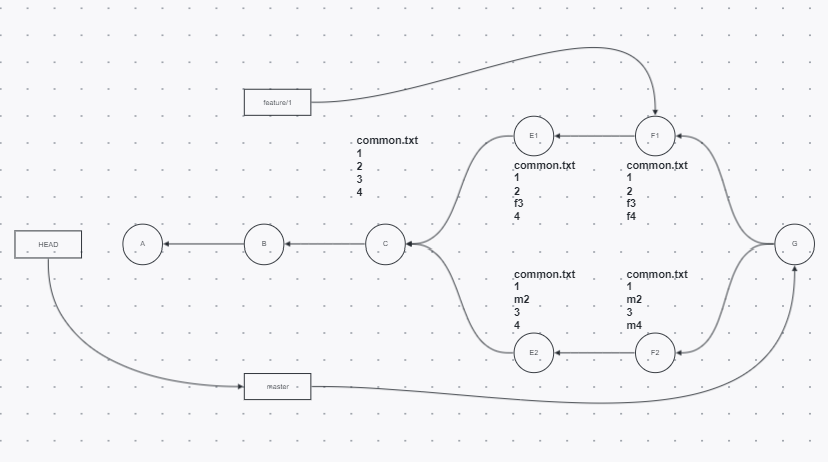 feature/1
common.txt
1
2
3
4
E1
F1
common.txt
1
2
f3
4
common.txt
1
2
f3
f4
HEAD
A
B
C
G
common.txt
1
m2
3
4
common.txt
1
m2
3
m4
E2
F2
master